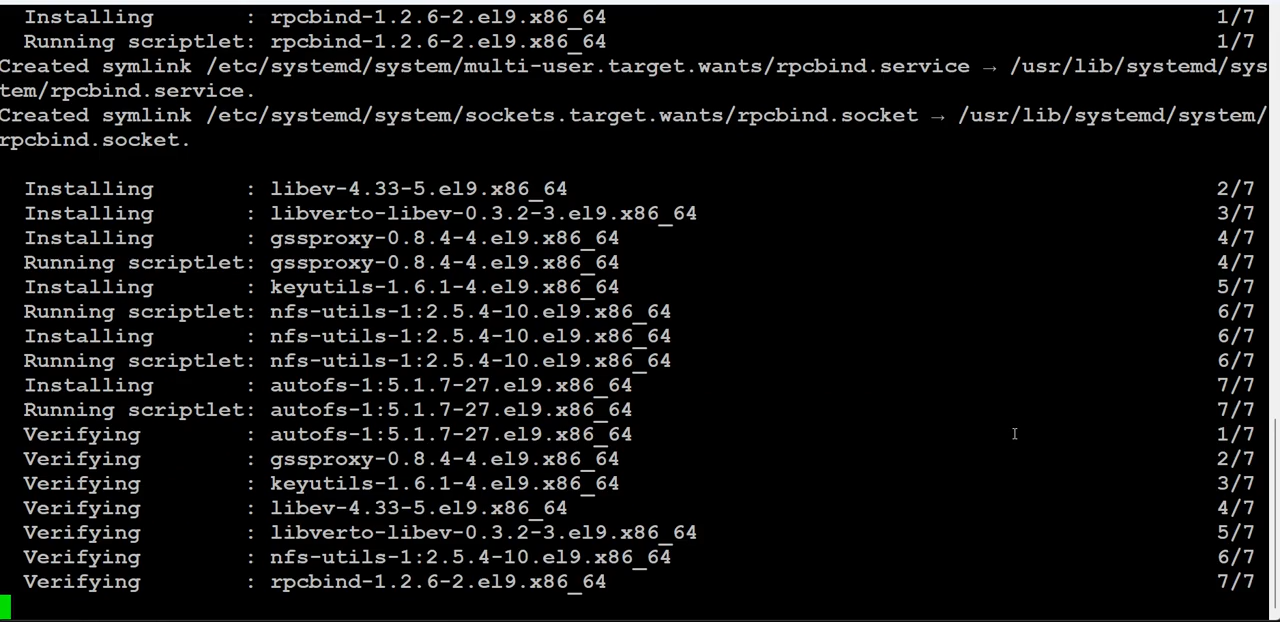 Installing       : rpcbind-1.2.6-2.el9.x86_64 1/7
Running scriptlet: rpcbind-1.2.6-2.el9.x86_64 1/7
Created symlink /etc/systemd/system/multi-user.target.wants/rpcbind.service → /usr/lib/systemd/sys
tem/rpcbind.service.
Created symlink /etc/systemd/system/sockets.target.wants/rpcbind.socket → /usr/lib/systemd/system/
rpcbind.socket.
Installing       : libev-4.33-5.el9.x86_64 2/7
Installing       : libverto-libev-0.3.2-3.el9.x86_64 3/7
Installing       : gssproxy-0.8.4-4.el9.x86_64 4/7
Running scriptlet: gssproxy-0.8.4-4.el9.x86_64 4/7
Installing       : keyutils-1.6.1-4.el9.x86_64 5/7
Running scriptlet: nfs-utils-1:2.5.4-10.el9.x86_64 6/7
Installing       : nfs-utils-1:2.5.4-10.el9.x86_64 6/7
Running scriptlet: nfs-utils-1:2.5.4-10.el9.x86_64 6/7
Installing       : autofs-1:5.1.7-27.el9.x86_64 7/7
Running scriptlet: autofs-1:5.1.7-27.el9.x86_64 7/7
Verifying        : autofs-1:5.1.7-27.el9.x86_64 1/7
Verifying        : gssproxy-0.8.4-4.el9.x86_64 2/7
Verifying        : keyutils-1.6.1-4.el9.x86_64 3/7
Verifying        : libev-4.33-5.el9.x86_64 4/7
Verifying        : libverto-libev-0.3.2-3.el9.x86_64 5/7
Verifying        : nfs-utils-1:2.5.4-10.el9.x86_64 6/7
Verifying        : rpcbind-1.2.6-2.el9.x86_64 7/7